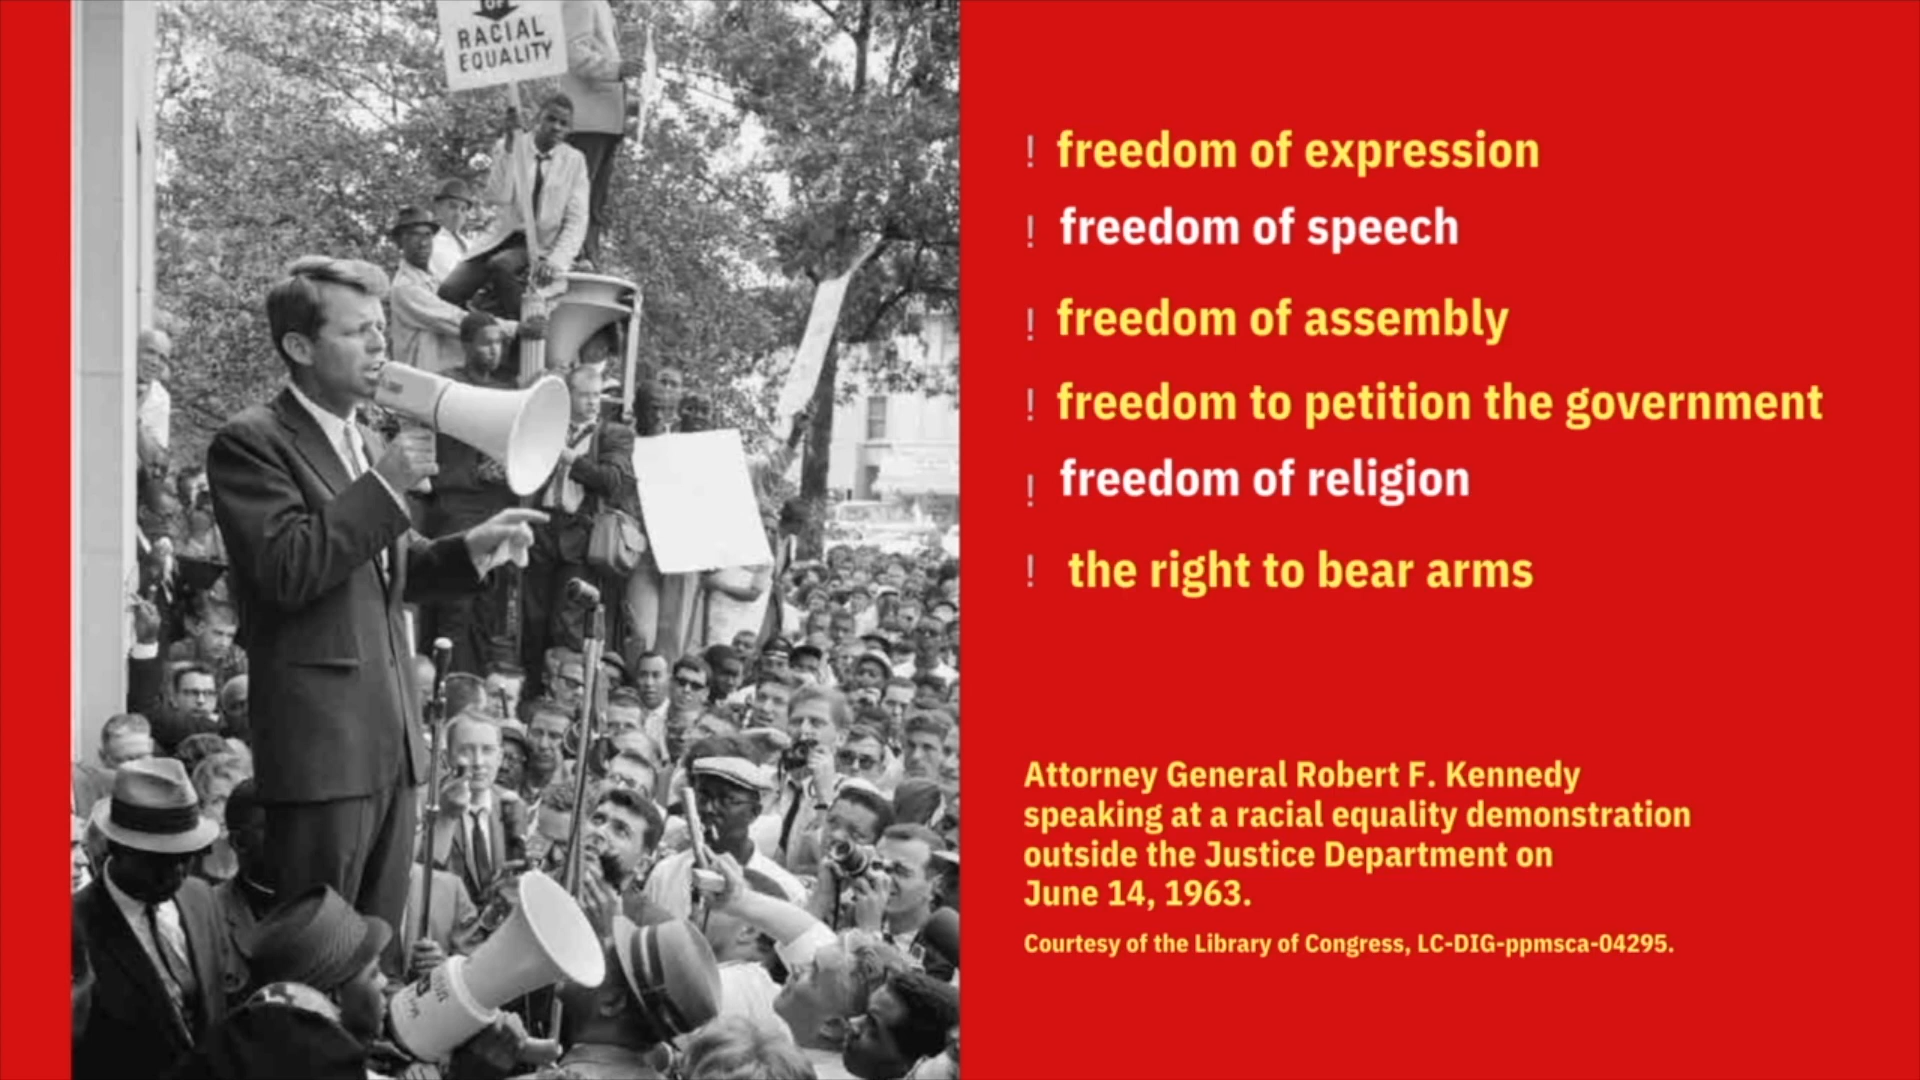 OF
RACIAL
EQUALITY
! freedom of expression
! freedom of speech
! freedom of assembly
! freedom to petition the government
! freedom of religion
! the right to bear arms
Attorney General Robert F. Kennedy
speaking at a racial equality demonstration
outside the Justice Department on
June 14, 1963.
Courtesy of the Library of Congress, LC-DIG-ppmsca-04295.